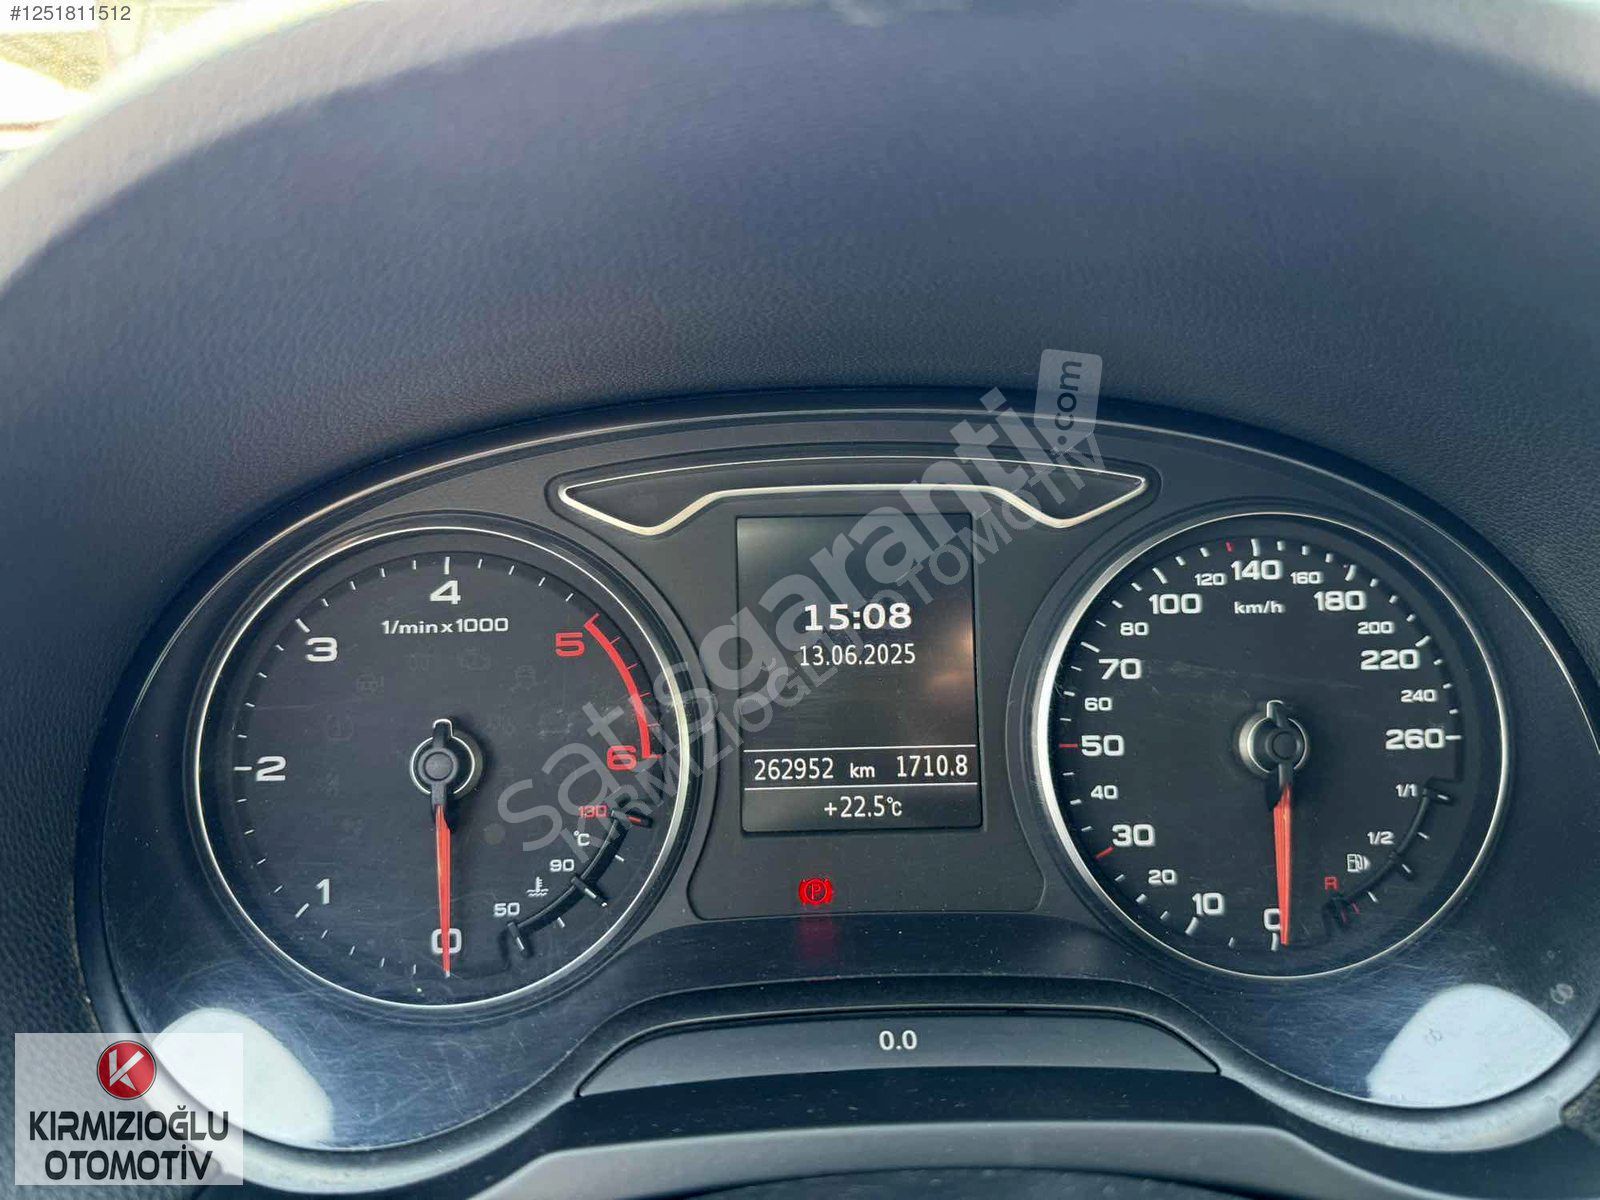 #1251811512
satısgaranti.com
KIRMIZIOĞLU OTOMOTİV
4
1/min x 1000
3
5
2
6
1
0
130
°C
90
50
15:08
13.06.2025
262952 km 1710.8
+22.5°C
120 140 160
100 km/h 180
80 200
70 220
60 240
50 260
40 1/1
30 1/2
20 R
10
0
0.0
K
KIRMIZIOĞLU
OTOMOTİV